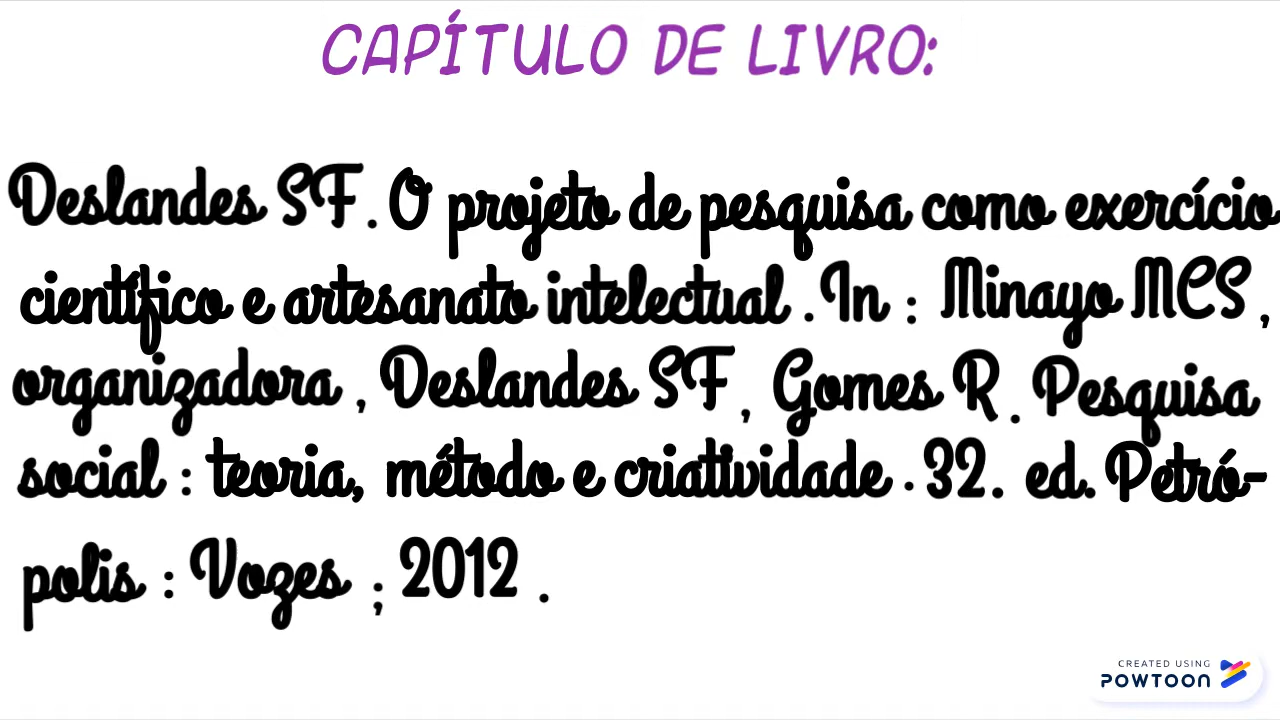 CAPÍTULO DE LIVRO:
Deslandes SF. O projeto de pesquisa como exercício
científico e artesanato intelectual. In: Minayo MCS,
organizadora, Deslandes SF, Gomes R. Pesquisa
social: teoria, método e criatividade. 32. ed. Petró-
polis: Vozes; 2012.
CREATED USING
POWTOON